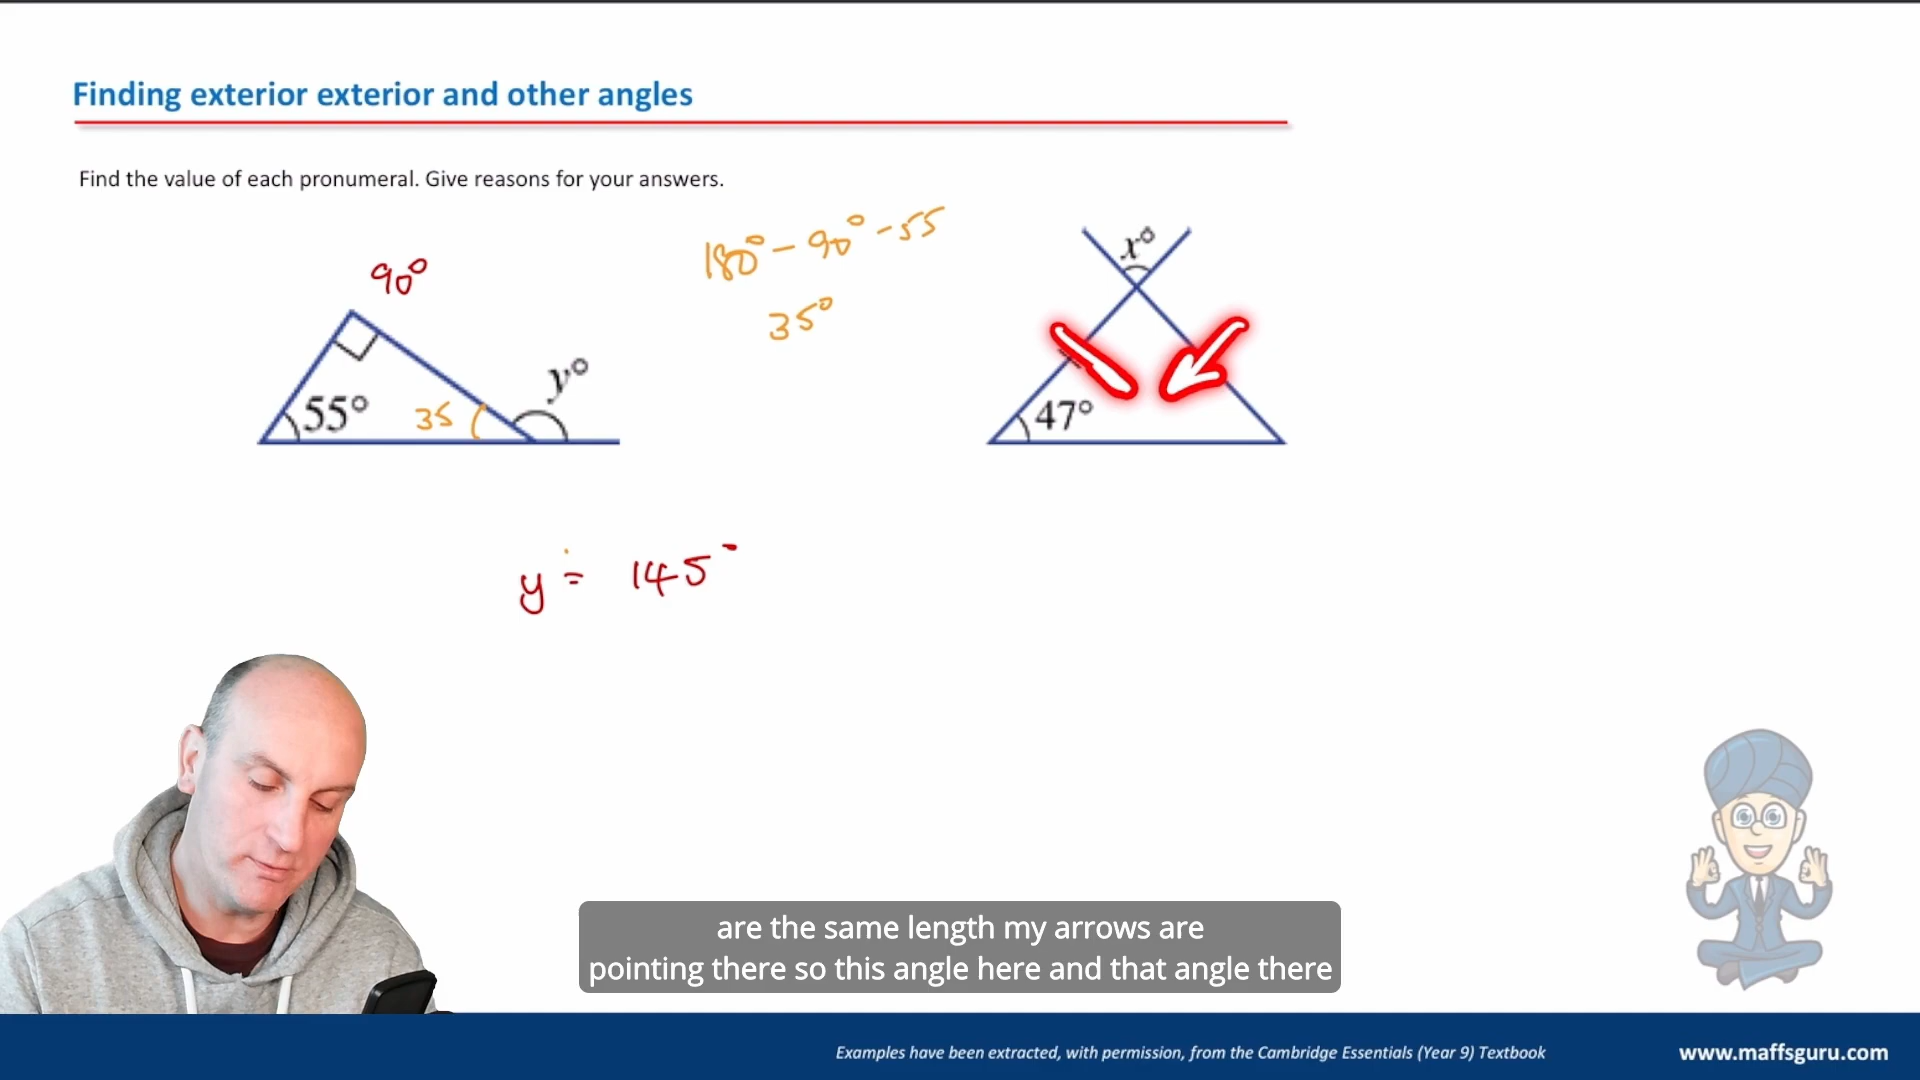 Finding exterior exterior and other angles
Find the value of each pronumeral. Give reasons for your answers.
180° - 90° - 55
35°
90°
55°
35
y°
x°
47°
y = 145°
are the same length my arrows are
pointing there so this angle here and that angle there
Examples have been extracted, with permission, from the Cambridge Essentials (Year 9) Textbook
www.maffsguru.com